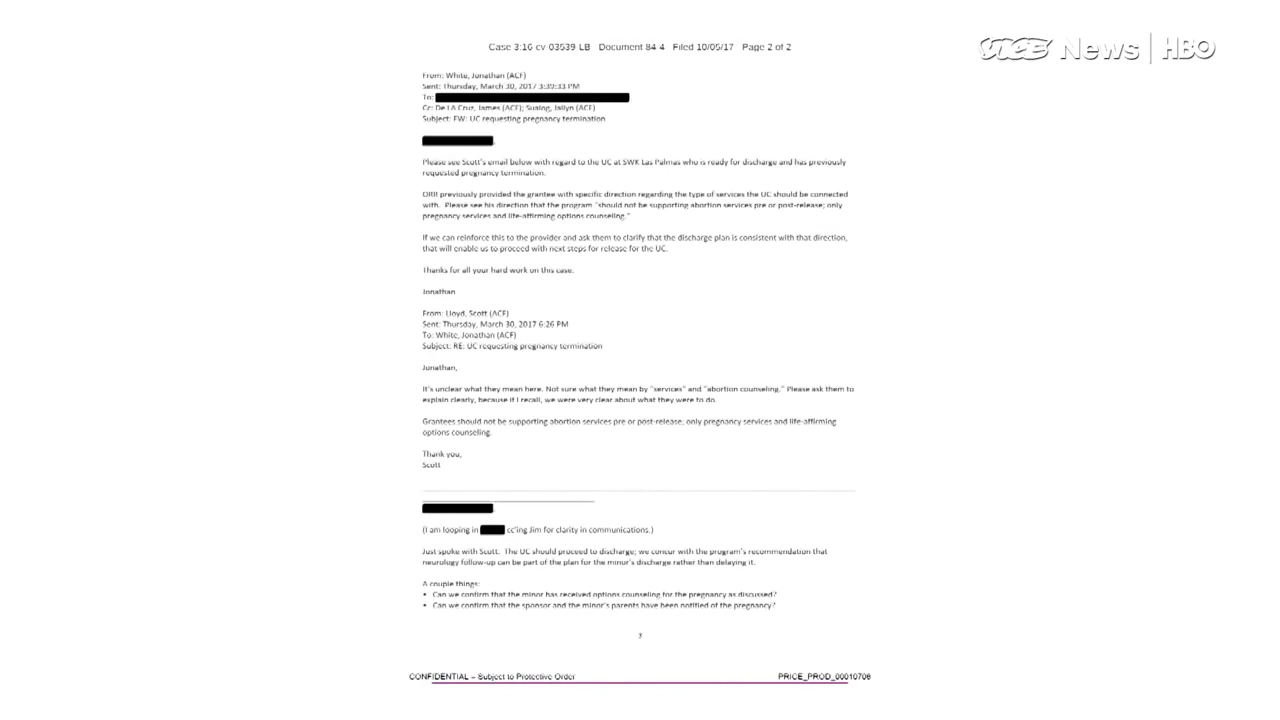 Case 3:16-cv-03539-LB Document 84-4 Filed 10/05/17 Page 2 of 2
VICE News | HBO
From: White, Jonathan (ACF)
Sent: Thursday, March 30, 2017 3:39:33 PM
To:
Cc: De LA Cruz, James (ACF); Sualog, Jallyn (ACF)
Subject: FW: UC requesting pregnancy termination
Please see Scott's email below with regard to the UC at SWK Las Palmas who is ready for discharge and has previously
requested pregnancy termination.
ORR previously provided the grantee with specific direction regarding the type of services the UC should be connected
with. Please see his direction that the program "should not be supporting abortion services pre or post-release; only
pregnancy services and life-affirming options counseling."
If we can reinforce this to the provider and ask them to clarify that the discharge plan is consistent with that direction,
that will enable us to proceed with next steps for release for the UC.
Thanks for all your hard work on this case.
Jonathan
From: Lloyd, Scott (ACF)
Sent: Thursday, March 30, 2017 6:26 PM
To: White, Jonathan (ACF)
Subject: RE: UC requesting pregnancy termination
Jonathan,
It's unclear what they mean here. Not sure what they mean by "services" and "abortion counseling." Please ask them to
explain clearly, because if I recall, we were very clear about what they were to do.
Grantees should not be supporting abortion services pre or post-release; only pregnancy services and life-affirming
options counseling.
Thank you,
Scott
(I am looping in cc'ing Jim for clarity in communications.)
Just spoke with Scott. The UC should proceed to discharge; we concur with the program's recommendation that
neurology follow-up can be part of the plan for the minor's discharge rather than delaying it.
A couple things:
• Can we confirm that the minor has received options counseling for the pregnancy as discussed?
• Can we confirm that the sponsor and the minor's parents have been notified of the pregnancy?
CONFIDENTIAL – Subject to Protective Order PRICE_PROD_00010708